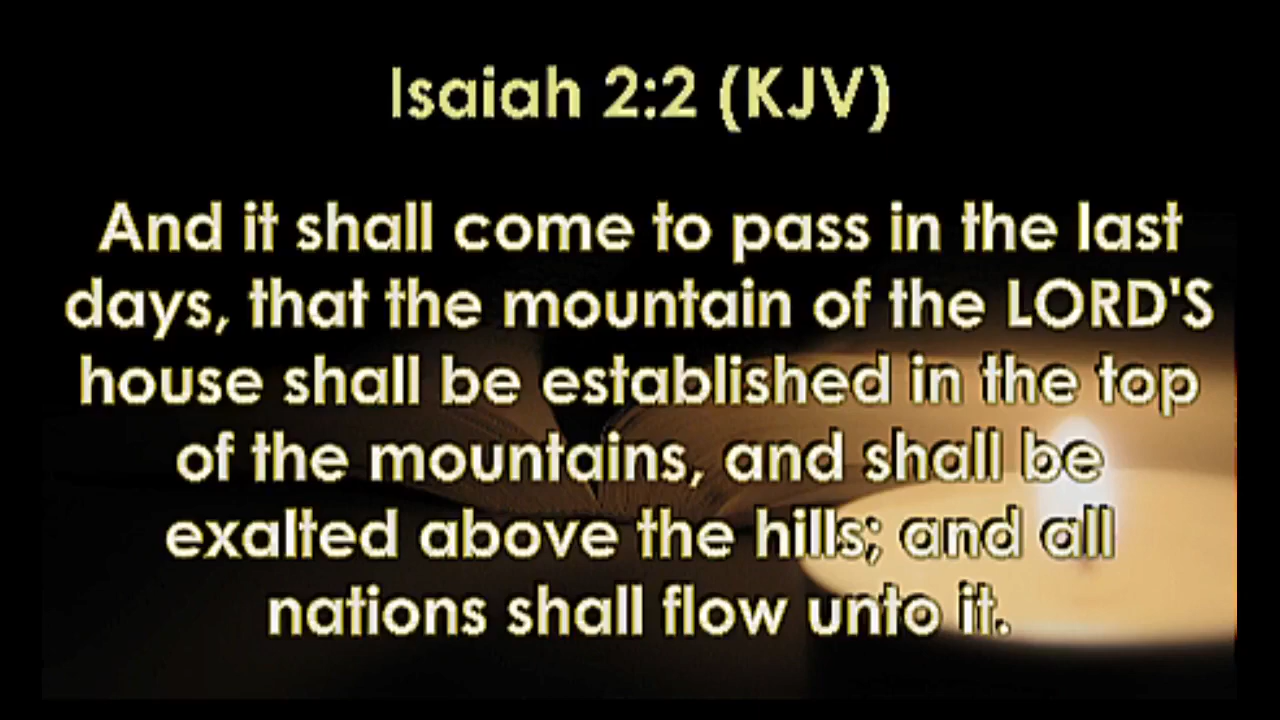 Isaiah 2:2 (KJV)
And it shall come to pass in the last
days, that the mountain of the LORD'S
house shall be established in the top
of the mountains, and shall be
exalted above the hills; and all
nations shall flow unto it.